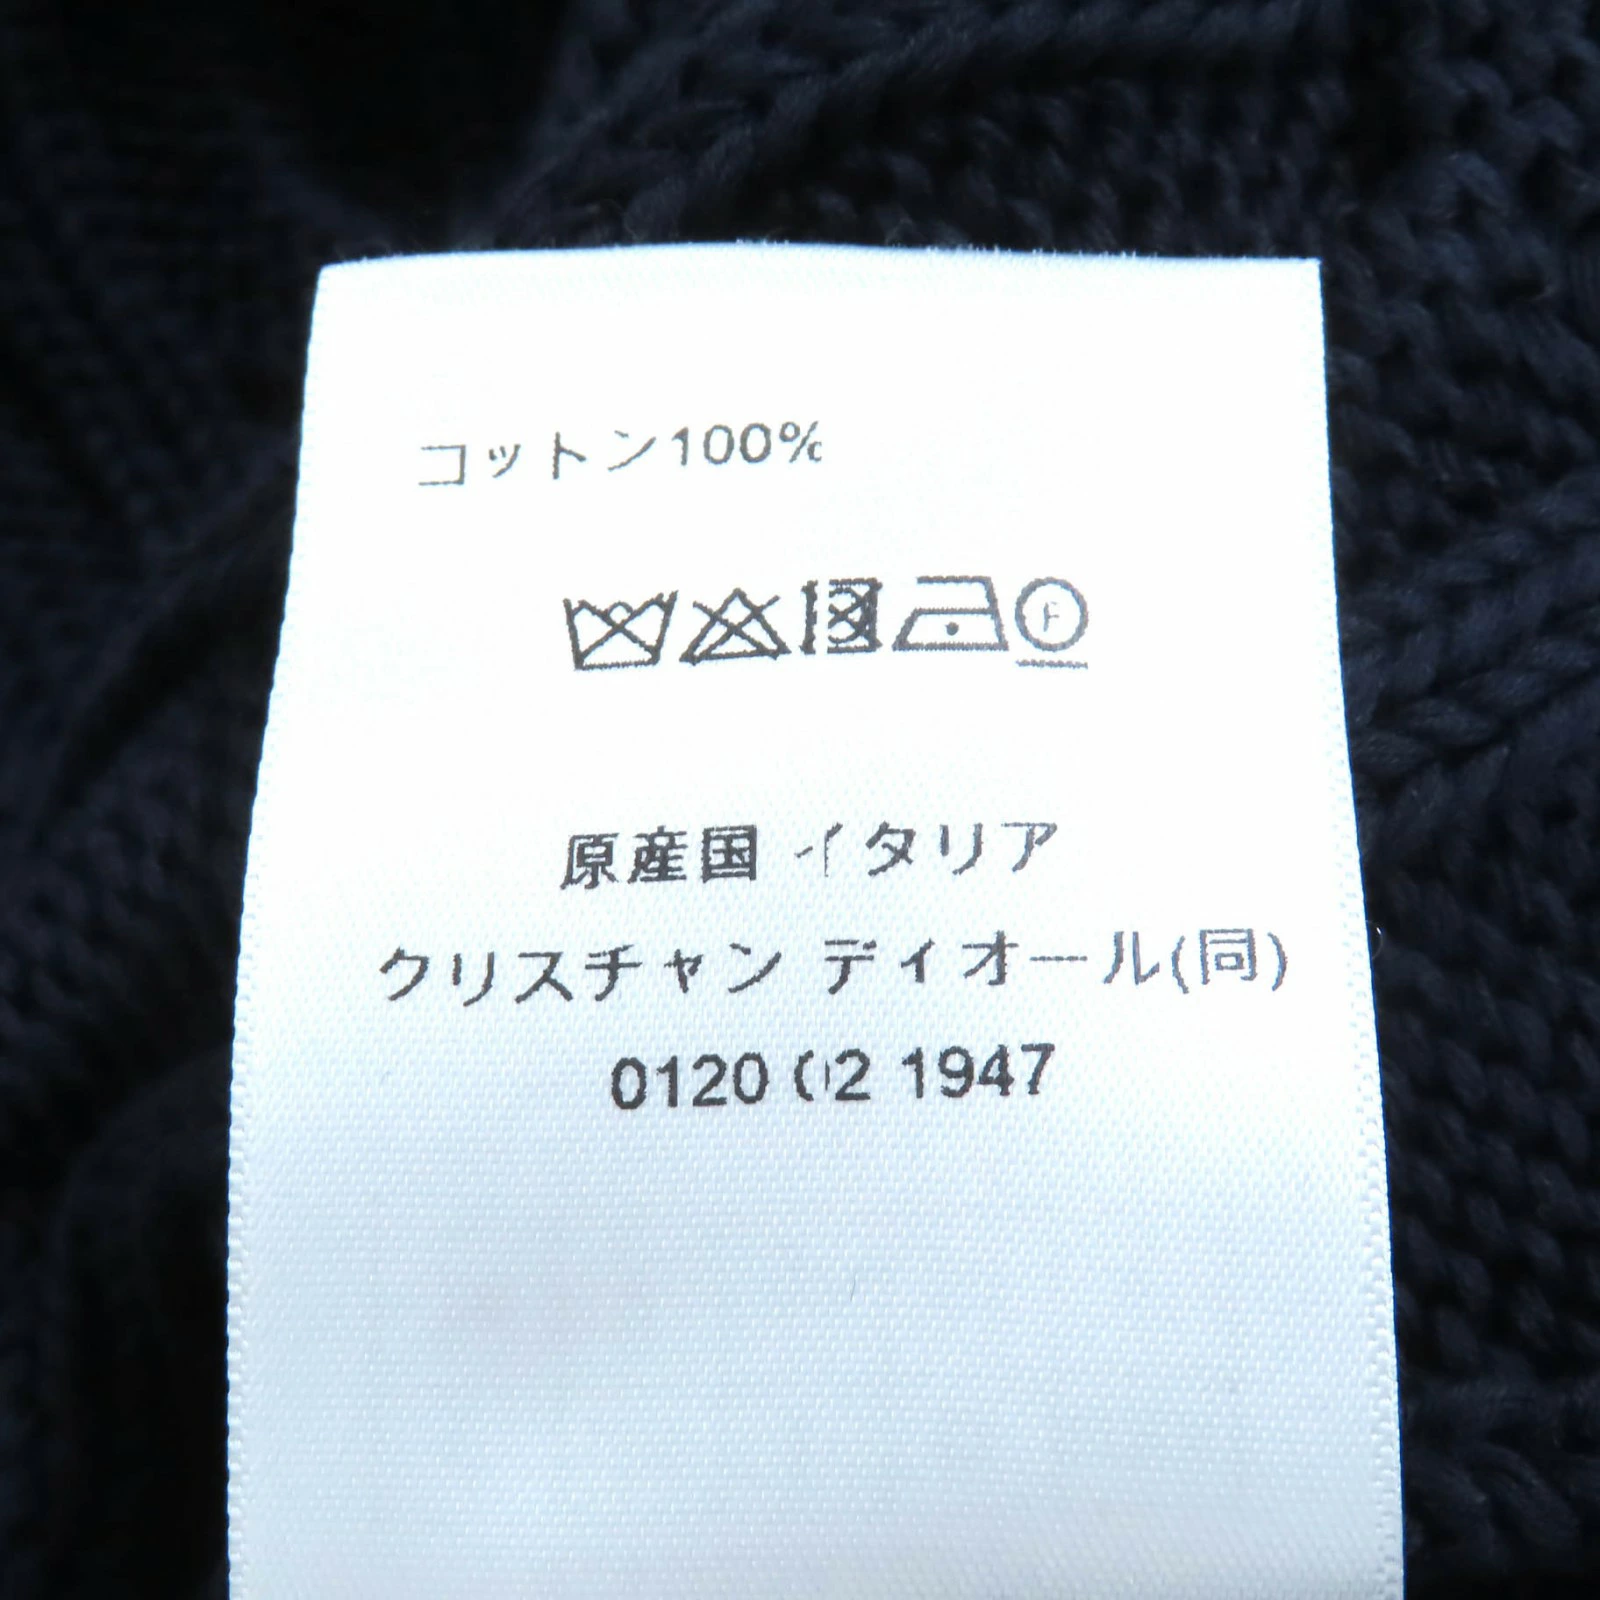 コットン100%
F
原産国 イタリア
クリスチャン ディオール(同)
0120 02 1947